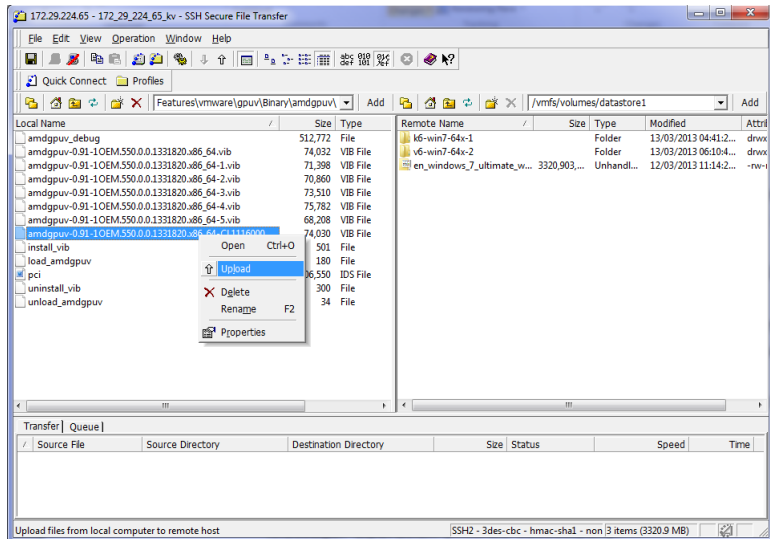 172.29.224.65 - 172_29_224_65_kv - SSH Secure File Transfer
File Edit View Operation Window Help
Quick Connect Profiles
Features\vmware\gpuv\Binary\amdgpuv\ Add /vmfs/volumes/datastore1 Add
Local Name / Size Type
amdgpuv_debug 512,772 File
amdgpuv-0.91-1OEM.550.0.0.1331820.x86_64.vib 74,032 VIB File
amdgpuv-0.91-1OEM.550.0.0.1331820.x86_64-1.vib 71,398 VIB File
amdgpuv-0.91-1OEM.550.0.0.1331820.x86_64-2.vib 70,860 VIB File
amdgpuv-0.91-1OEM.550.0.0.1331820.x86_64-3.vib 73,510 VIB File
amdgpuv-0.91-1OEM.550.0.0.1331820.x86_64-4.vib 75,782 VIB File
amdgpuv-0.91-1OEM.550.0.0.1331820.x86_64-5.vib 68,208 VIB File
amdgpuv-0.91-1OEM.550.0.0.1331820.x86_64-CL1116000 74,030 VIB File
install_vib 501 File
load_amdgpuv 180 File
pci 06,550 IDS File
uninstall_vib 300 File
unload_amdgpuv 34 File
Open Ctrl+O
Upload
Delete
Rename F2
Properties
Remote Name / Size Type Modified Attri
k6-win7-64x-1 Folder 13/03/2013 04:41:2... drwx
v6-win7-64x-2 Folder 13/03/2013 06:10:4... drwx
en_windows_7_ultimate_w... 3320,903,... Unhandl... 12/03/2013 11:14:2... -rw-r
Transfer Queue
/ Source File Source Directory Destination Directory Size Status Speed Time
Upload files from local computer to remote host SSH2 - 3des-cbc - hmac-sha1 - non 3 items (3320.9 MB)